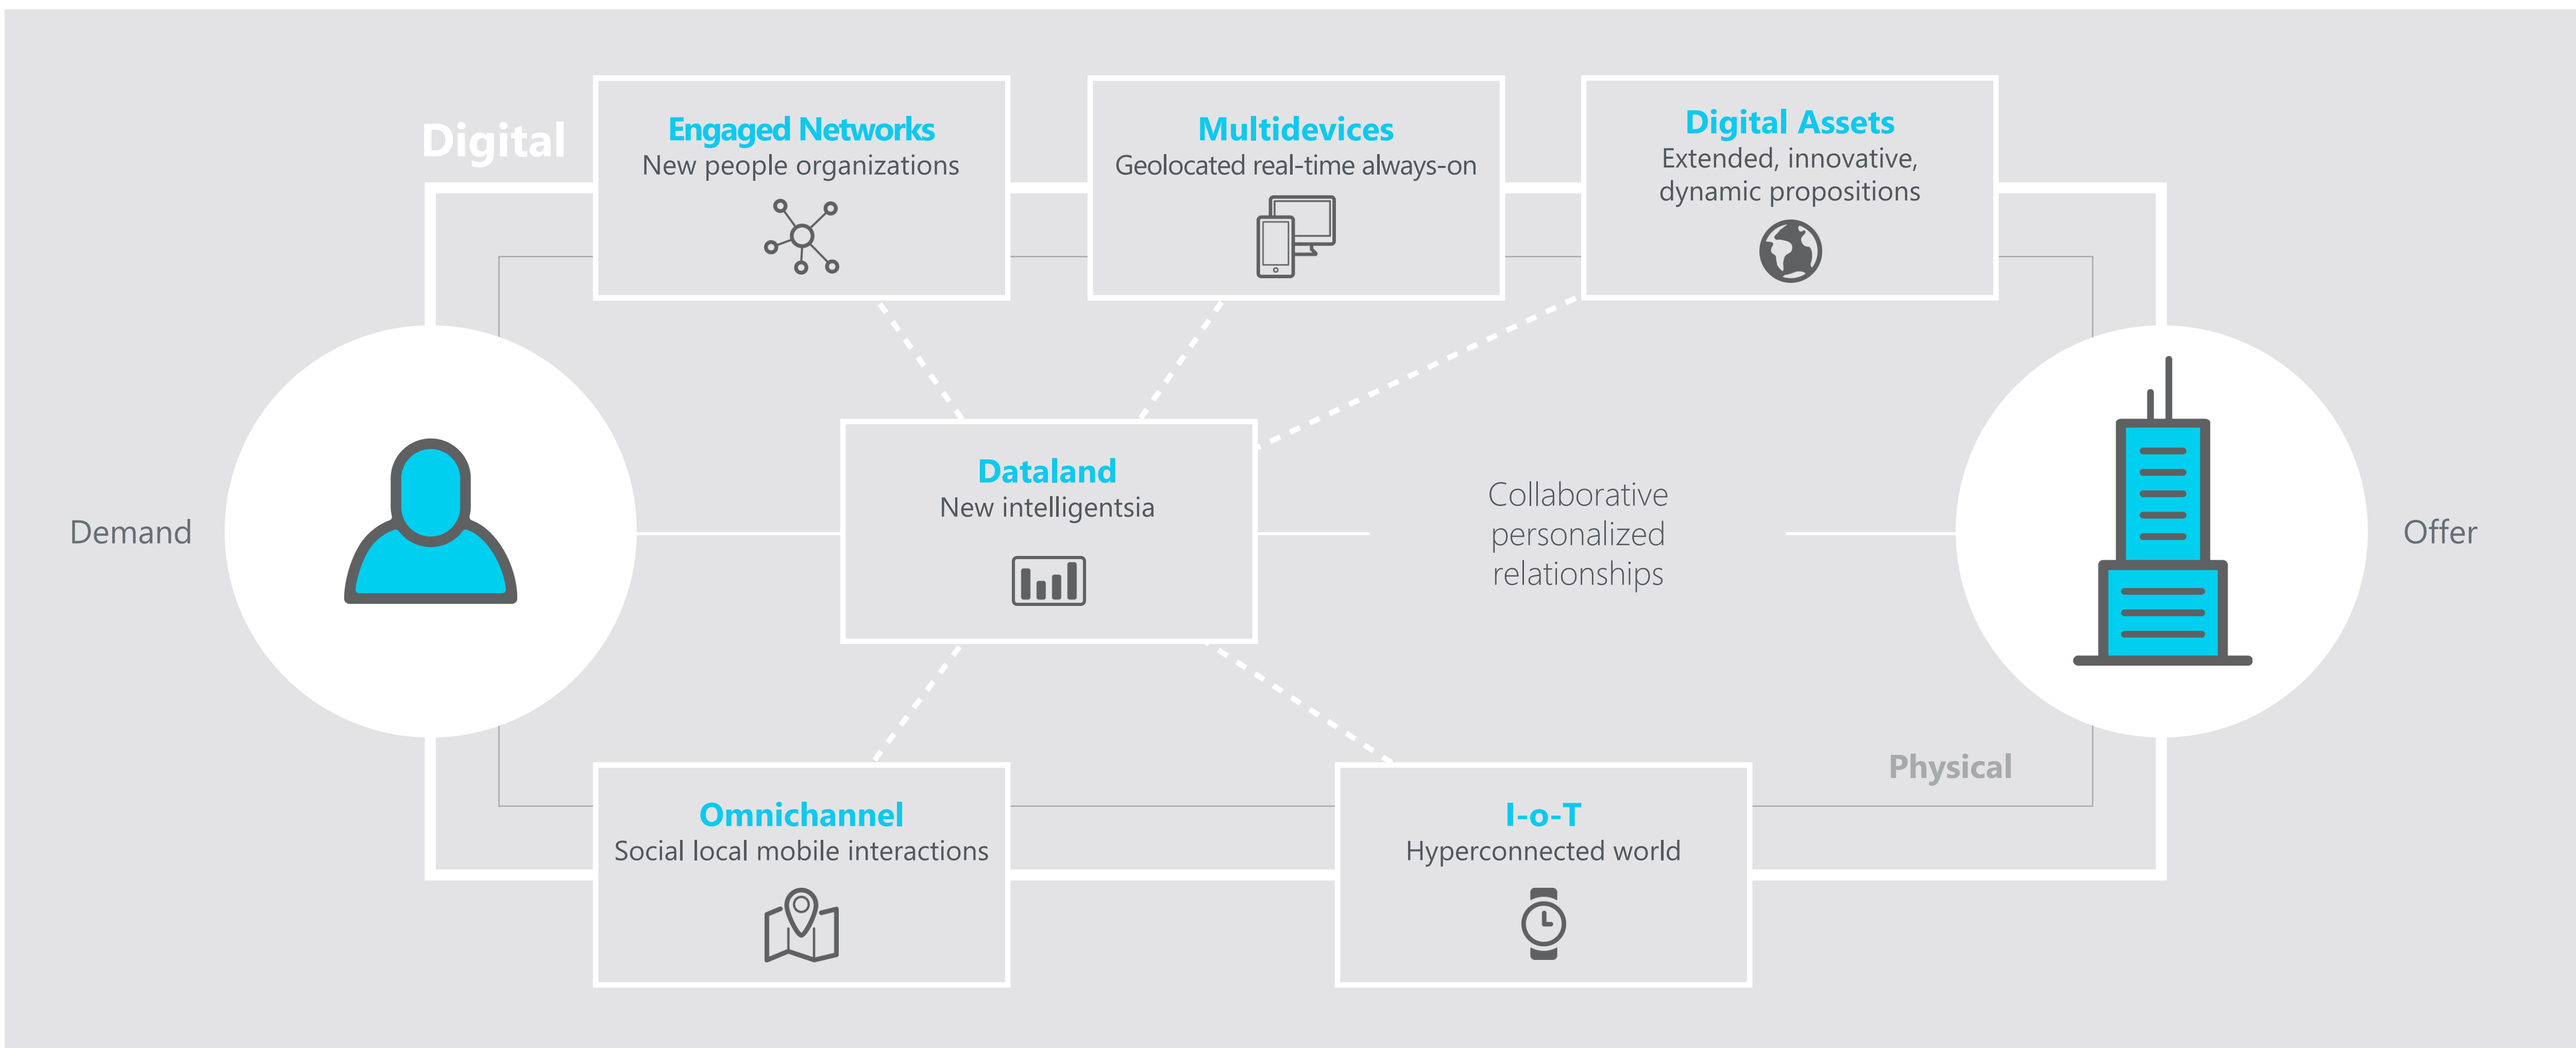 Digital
Engaged Networks
New people organizations
Multidevices
Geolocated real-time always-on
Digital Assets
Extended, innovative,
dynamic propositions
Demand
Dataland
New intelligentsia
Collaborative
personalized
relationships
Offer
Physical
Omnichannel
Social local mobile interactions
I-o-T
Hyperconnected world